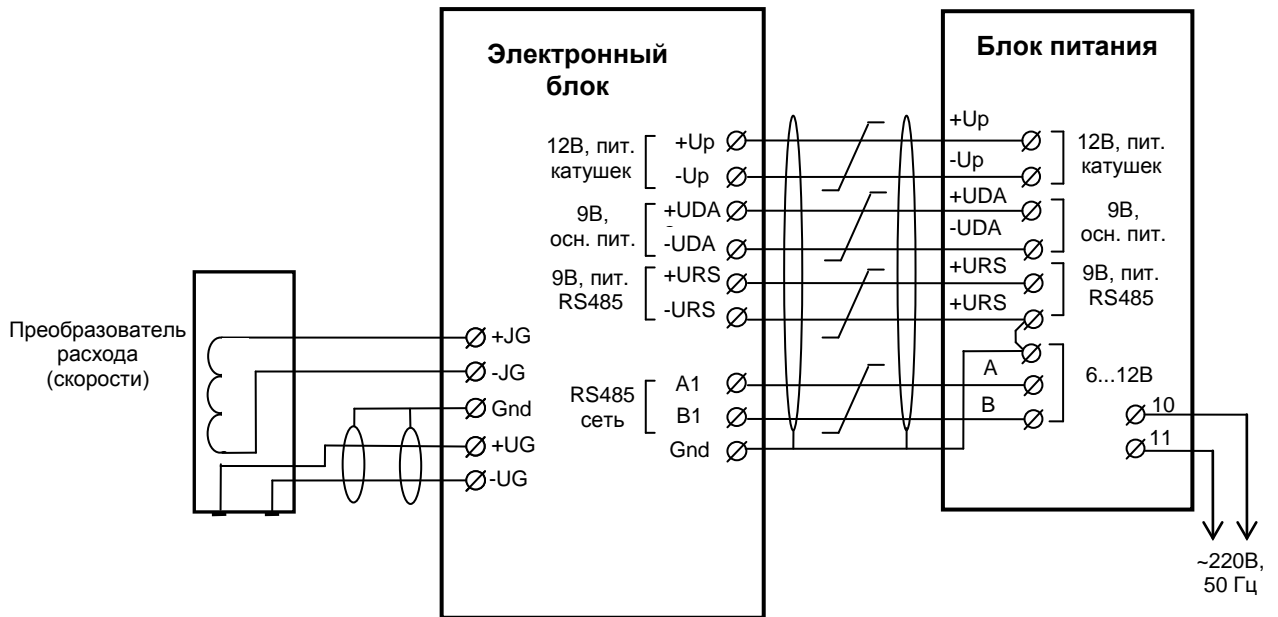 Электронный
блок
Блок питания
12В, пит.
катушек
+Up
-Up
9В,
осн. пит.
+UDA
-UDA
9В, пит.
RS485
+URS
-URS
RS485
сеть
A1
B1
Gnd
+Up
-Up
+UDA
-UDA
+URS
+URS
A
B
12В, пит.
катушек
9В,
осн. пит.
9В, пит.
RS485
6...12В
10
11
~220В,
50 Гц
Преобразователь
расхода
(скорости)
+JG
-JG
Gnd
+UG
-UG